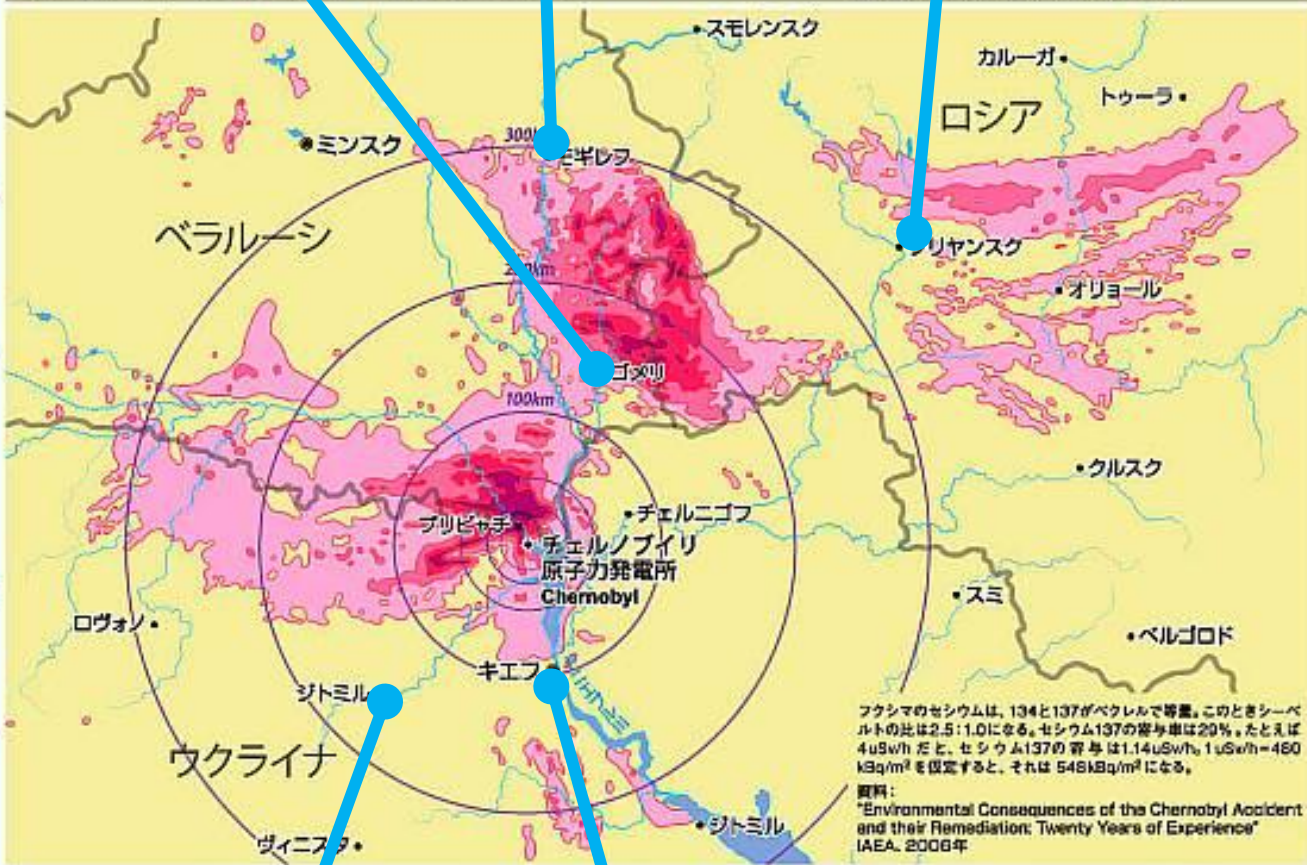 スモレンスク
カルーガ
トゥーラ
ロシア
ミンスク
300km
モギレフ
ベラルーシ
ブリヤンスク
オリョール
ゴメリ
100km
クルスク
プリピャチ
チェルニゴフ
チェルノブイリ
原子力発電所
Chernobyl
スミ
ロヴォノ
ベルゴロド
キエフ
ジトミル
ウクライナ
ジトミル
ヴィニスタ
フクシマのセシウムは、134と137がベクレルで等量。このときシーベ
ルトの比は2.5:1.0になる。セシウム137の寄与率は29%。たとえば
4uSv/h だと、セシウム137の寄与は1.14uSv/h。1uSv/h=480
kBq/m² を仮定すると、それは 548kBq/m² になる。
資料:
"Environmental Consequences of the Chernobyl Accident
and their Remediation: Twenty Years of Experience"
IAEA、2006年